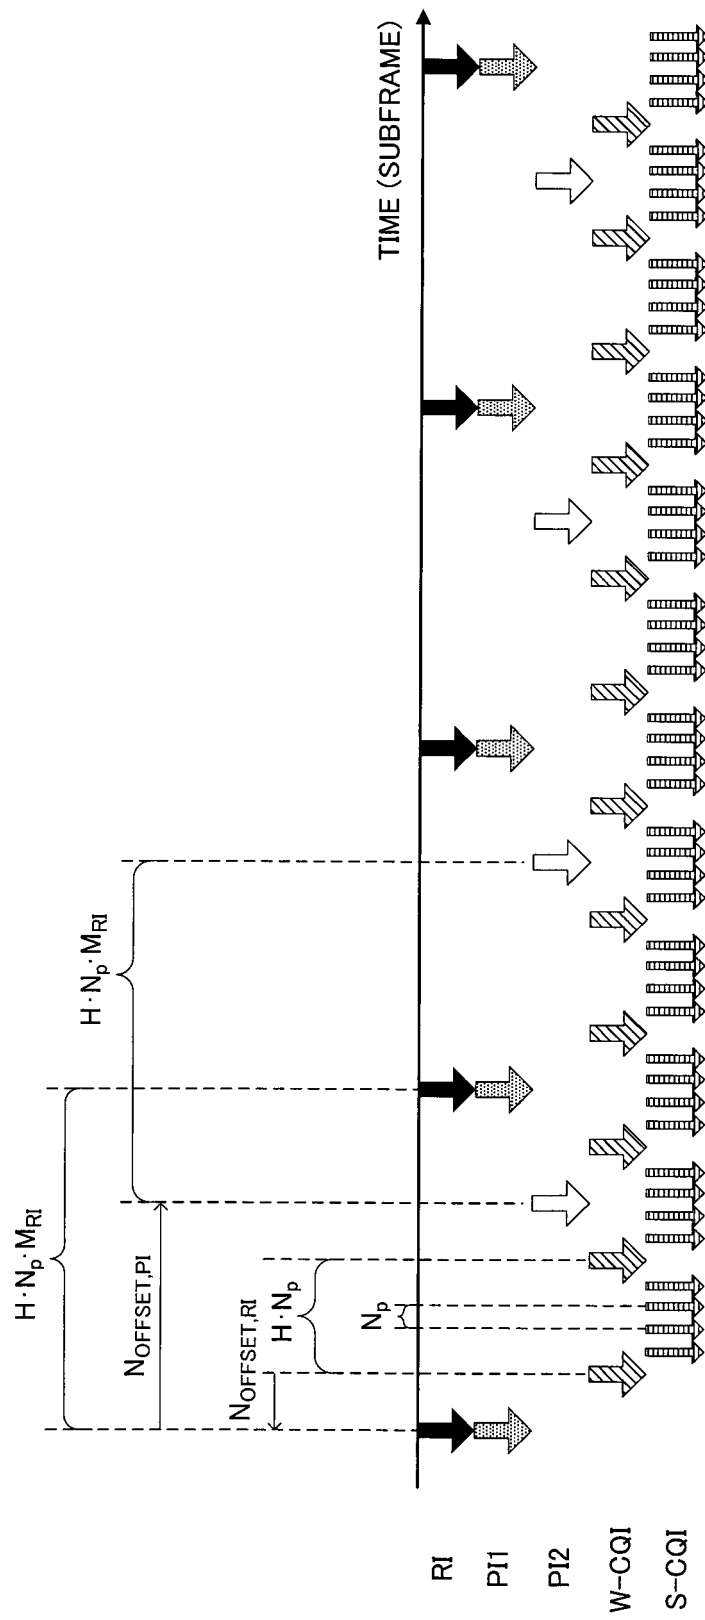 H·Np·MRI
H·Np·MRI
NOFFSET,PI
NOFFSET,RI
H·Np
Np
TIME (SUBFRAME)
RI
PI1
PI2
W-CQI
S-CQI